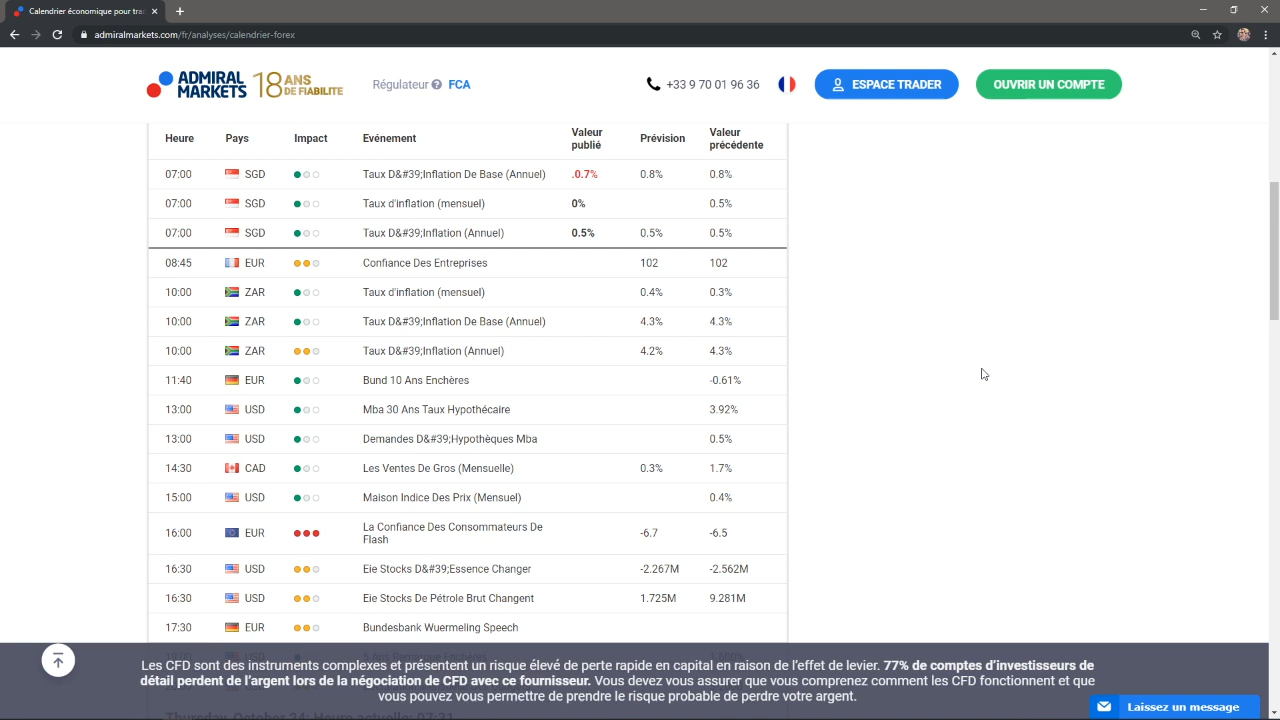 Calendrier économique pour tra
admiralmarkets.com/fr/analyses/calendrier-forex
ADMIRAL MARKETS 18 ANS DE FIABILITE
Régulateur ? FCA
+33 9 70 01 96 36
ESPACE TRADER
OUVRIR UN COMPTE
Heure Pays Impact Evénement Valeur publié Prévision Valeur précédente
07:00 SGD Taux D&#39;Inflation De Base (Annuel) .0.7% 0.8% 0.8%
07:00 SGD Taux d'inflation (mensuel) 0% 0.5%
07:00 SGD Taux D&#39;Inflation (Annuel) 0.5% 0.5% 0.5%
08:45 EUR Confiance Des Entreprises 102 102
10:00 ZAR Taux d'inflation (mensuel) 0.4% 0.3%
10:00 ZAR Taux D&#39;Inflation De Base (Annuel) 4.3% 4.3%
10:00 ZAR Taux D&#39;Inflation (Annuel) 4.2% 4.3%
11:40 EUR Bund 10 Ans Enchères -0.61%
13:00 USD Mba 30 Ans Taux Hypothécaire 3.92%
13:00 USD Demandes D&#39;Hypothèques Mba 0.5%
14:30 CAD Les Ventes De Gros (Mensuelle) 0.3% 1.7%
15:00 USD Maison Indice Des Prix (Mensuel) 0.4%
16:00 EUR La Confiance Des Consommateurs De Flash -6.7 -6.5
16:30 USD Eie Stocks D&#39;Essence Changer -2.267M -2.562M
16:30 USD Eie Stocks De Pétrole Brut Changent 1.725M 9.281M
17:30 EUR Bundesbank Wuermeling Speech
Les CFD sont des instruments complexes et présentent un risque élevé de perte rapide en capital en raison de l'effet de levier. 77% de comptes d'investisseurs de
détail perdent de l'argent lors de la négociation de CFD avec ce fournisseur. Vous devez vous assurer que vous comprenez comment les CFD fonctionnent et que
vous pouvez vous permettre de prendre le risque probable de perdre votre argent.
Laissez un message
Thursday, October 24: Heure actuelle: 07:31